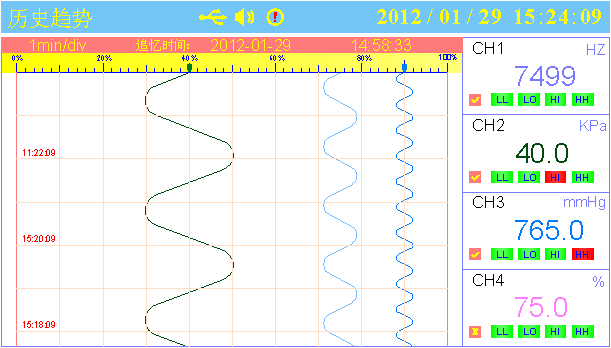 历史趋势 2012/01/29 15:24:09
1min/div 追忆时间: 2012-01-29 14:58:33
0% 20% 40% 60% 80% 100%
11:22:09
15:20:09
15:18:09
CH1 HZ
7499
LL LO HI HH
CH2 KPa
40.0
LL LO HI HH
CH3 mmHg
765.0
LL LO HI HH
CH4 %
75.0
LL LO HI HH